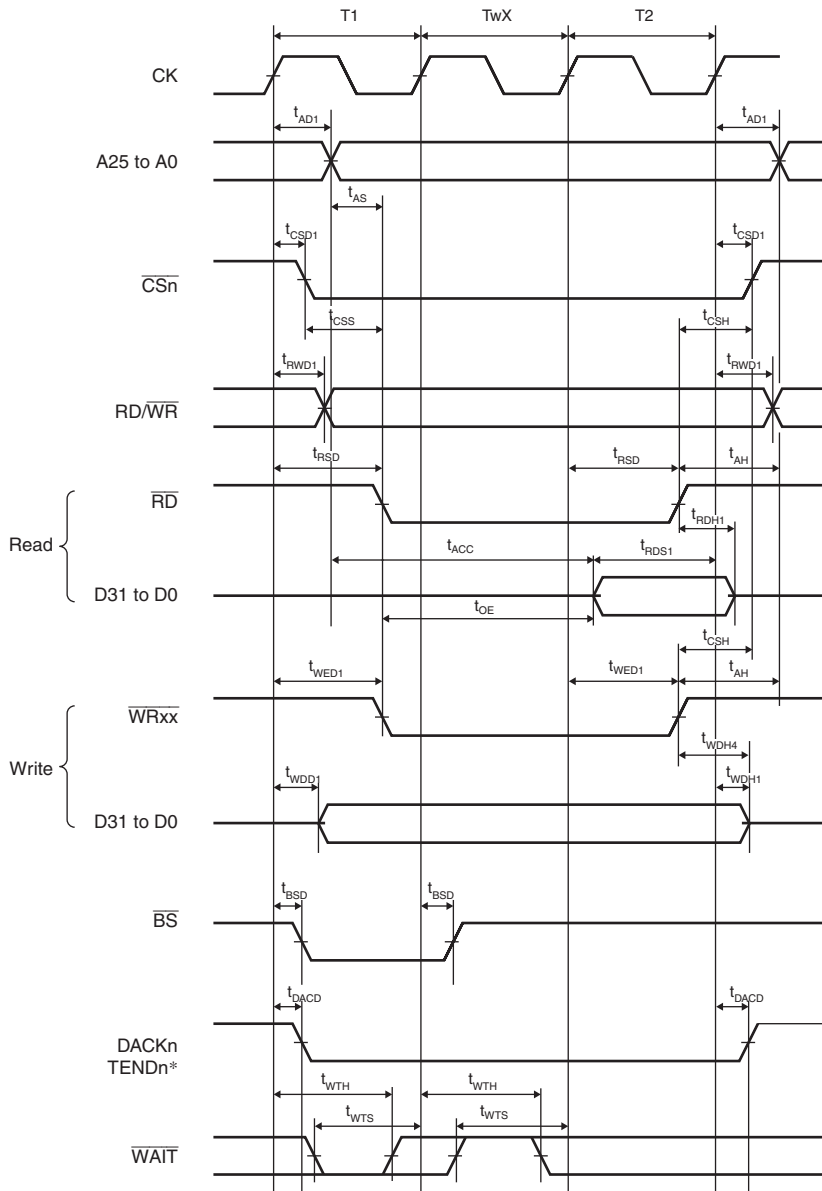 T1 TwX T2
CK
tAD1 tAD1
A25 to A0
tAS
tCSD1 tCSD1
CSn
tCSS tCSH
tRWD1 tRWD1
RD/WR
tRSD tRSD tAH
RD
tRDH1
Read
tACC tRDS1
D31 to D0
tOE
tCSH
tWED1 tWED1 tAH
WRxx
tWDH4
Write
tWDD1 tWDH1
D31 to D0
tBSD tBSD
BS
tDACD tDACD
DACKn
TENDn*
tWTH tWTH
tWTS tWTS
WAIT